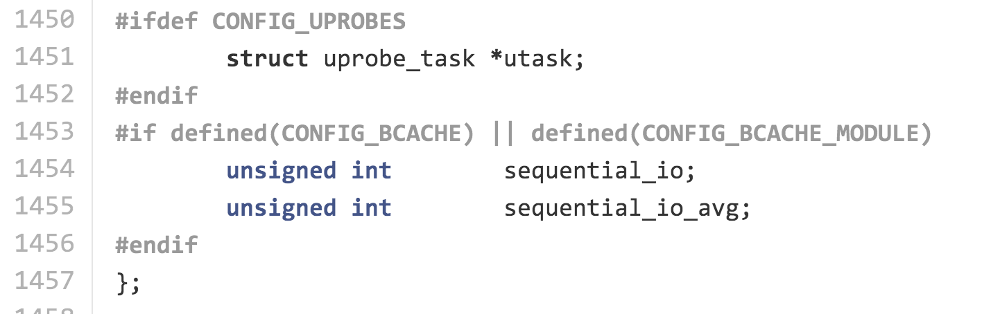 1450 #ifdef CONFIG_UPROBES
1451         struct uprobe_task *utask;
1452 #endif
1453 #if defined(CONFIG_BCACHE) || defined(CONFIG_BCACHE_MODULE)
1454         unsigned int        sequential_io;
1455         unsigned int        sequential_io_avg;
1456 #endif
1457 };